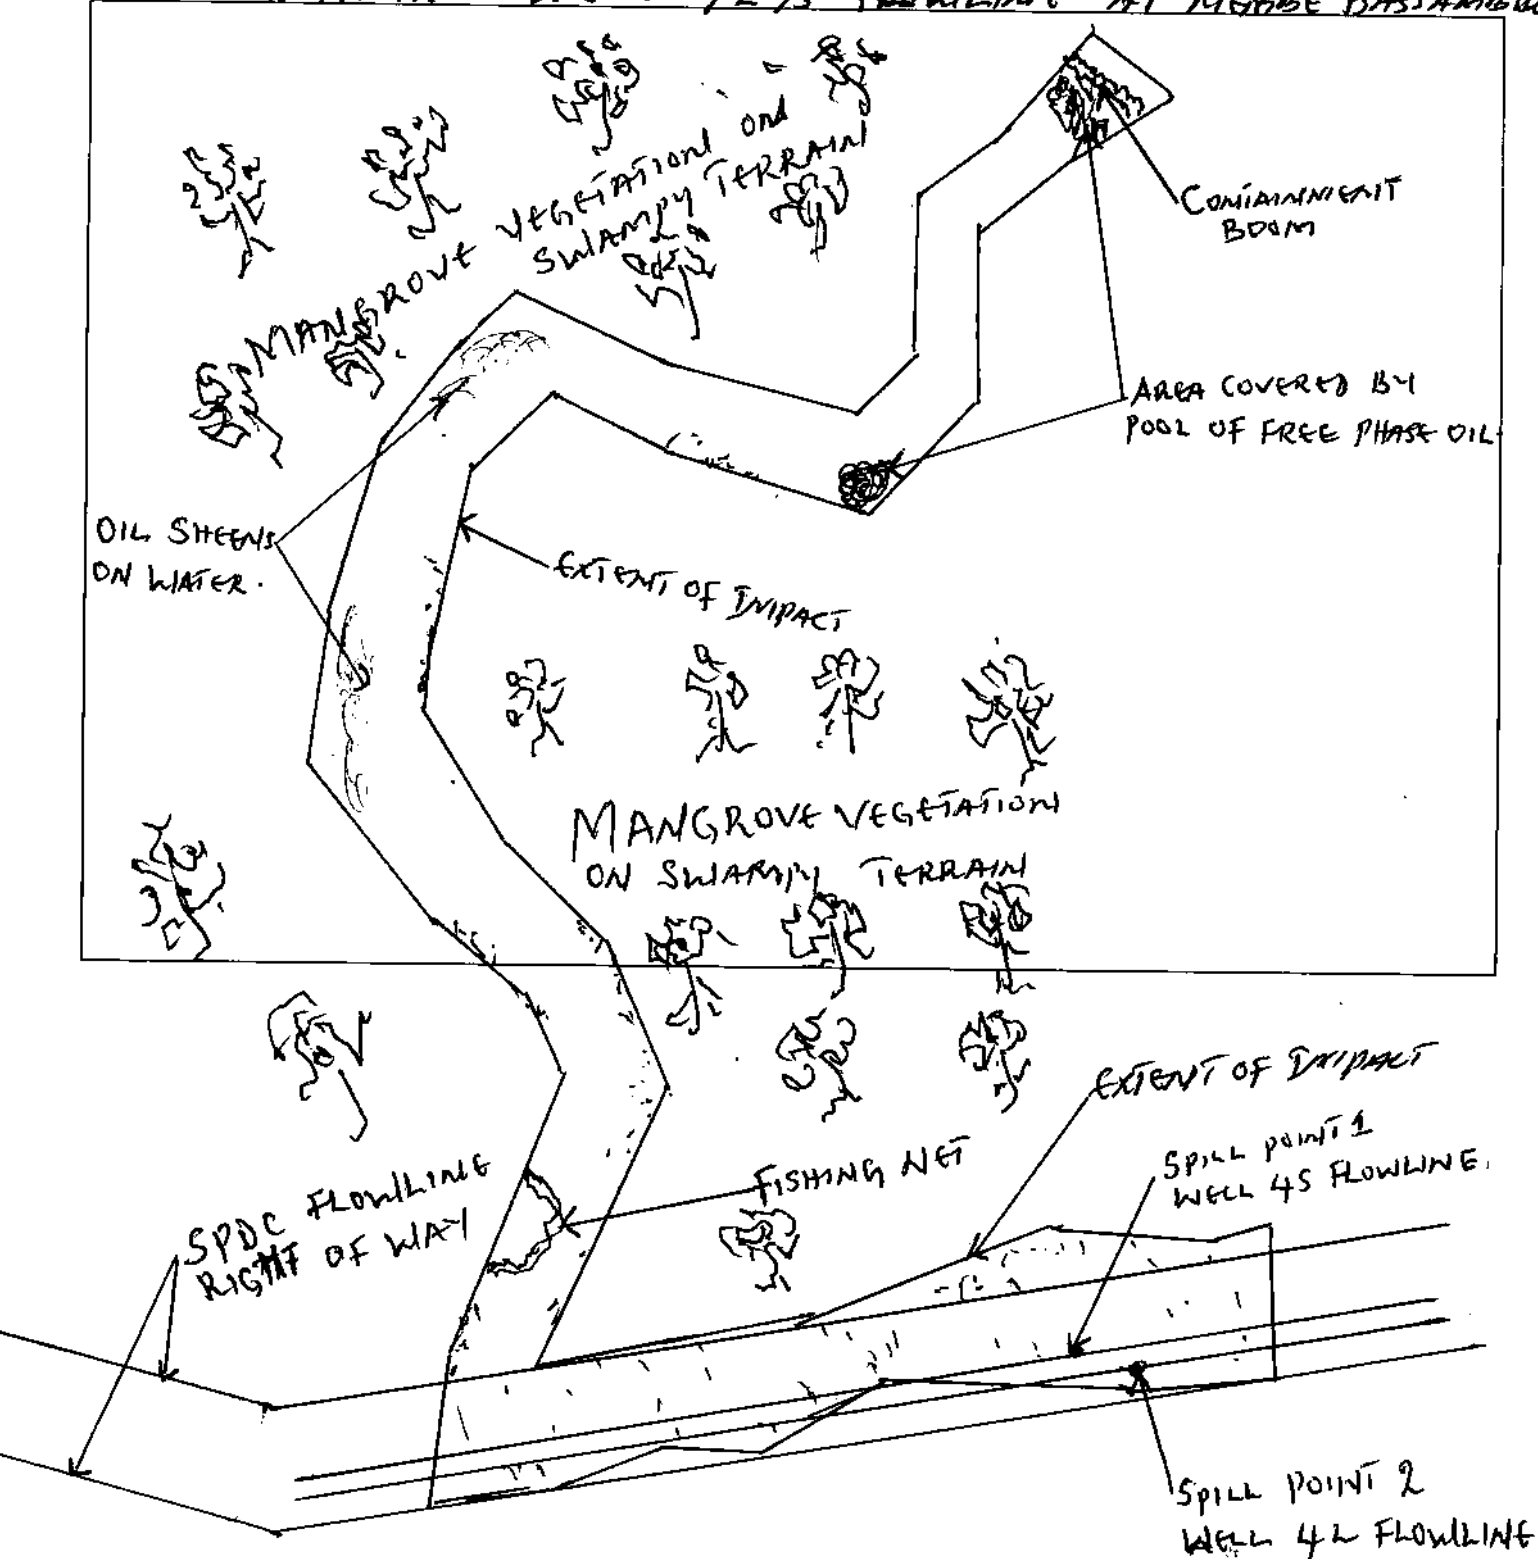 MANGROVE VEGETATION ON
SWAMPY TERRAIN
CONTAINMENT
BOOM
AREA COVERED BY
POOL OF FREE PHASE OIL
OIL SHEENS
ON WATER.
EXTENT OF IMPACT
MANGROVE VEGETATION
ON SWAMPY TERRAIN
EXTENT OF IMPACT
SPILL POINT 1
WELL 4S FLOWLINE.
FISHING NET
SPDC FLOWLINE
RIGHT OF WAY
SPILL POINT 2
WELL 4L FLOWLINE